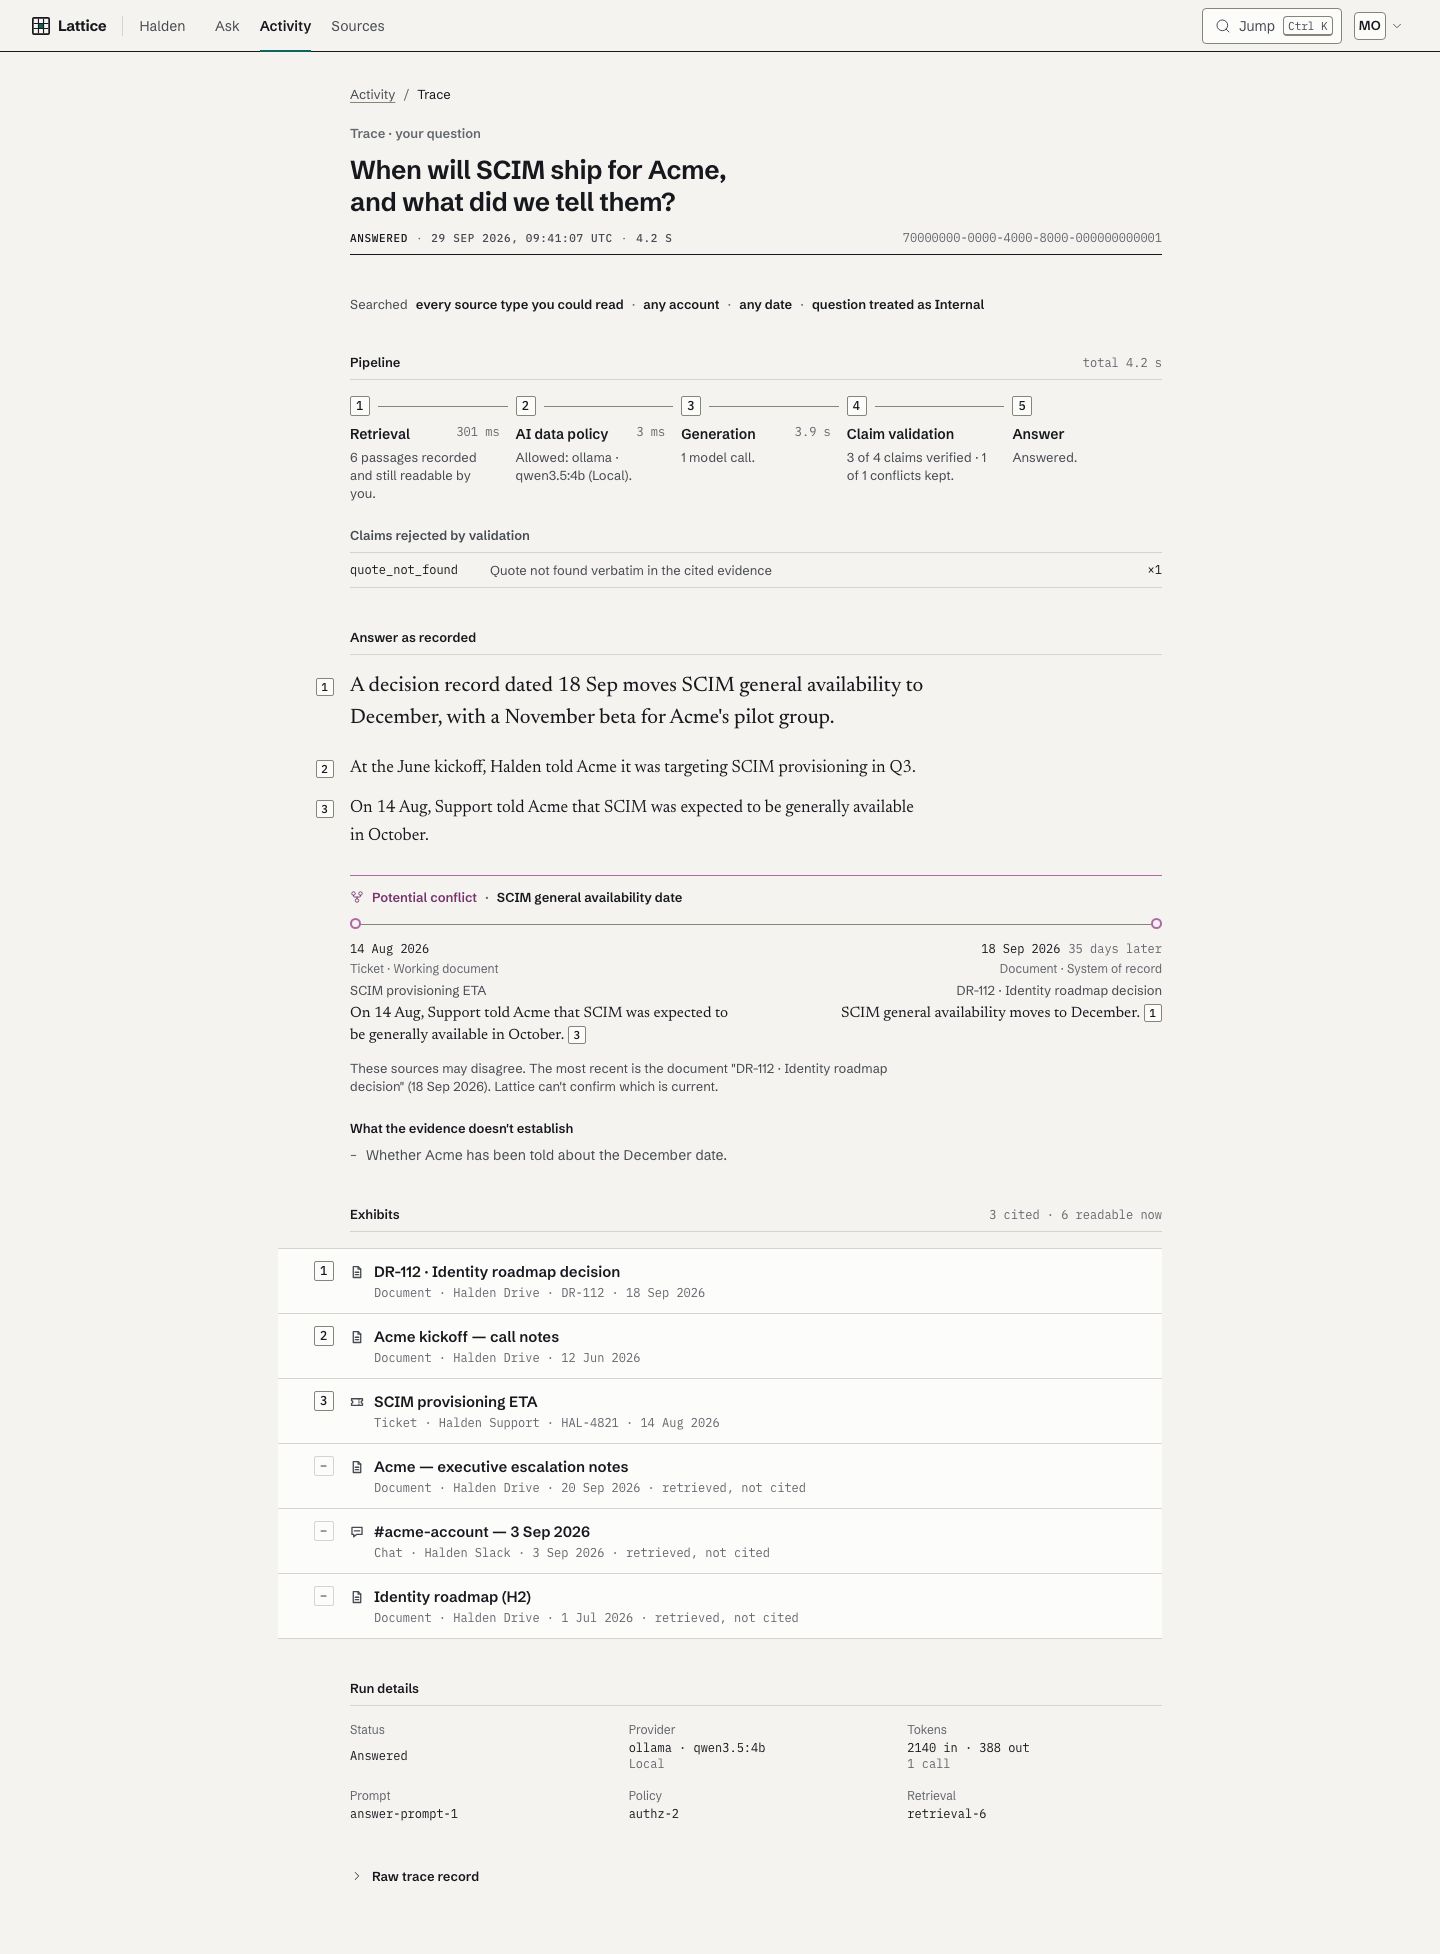 Lattice
Halden
Ask
Activity
Sources
Jump
Ctrl K
MO
Activity / Trace
Trace · your question
When will SCIM ship for Acme,
and what did we tell them?
ANSWERED · 29 SEP 2026, 09:41:07 UTC · 4.2 S
70000000-0000-4000-8000-000000000001
Searched every source type you could read · any account · any date · question treated as Internal
Pipeline
total 4.2 s
1
Retrieval
301 ms
6 passages recorded
and still readable by
you.
2
AI data policy
3 ms
Allowed: ollama ·
qwen3.5:4b (Local).
3
Generation
3.9 s
1 model call.
4
Claim validation
3 of 4 claims verified · 1
of 1 conflicts kept.
5
Answer
Answered.
Claims rejected by validation
quote_not_found
Quote not found verbatim in the cited evidence
×1
Answer as recorded
1
A decision record dated 18 Sep moves SCIM general availability to
December, with a November beta for Acme's pilot group.
2
At the June kickoff, Halden told Acme it was targeting SCIM provisioning in Q3.
3
On 14 Aug, Support told Acme that SCIM was expected to be generally available
in October.
Potential conflict · SCIM general availability date
14 Aug 2026
Ticket · Working document
SCIM provisioning ETA
On 14 Aug, Support told Acme that SCIM was expected to
be generally available in October. 3
18 Sep 2026 35 days later
Document · System of record
DR-112 · Identity roadmap decision
SCIM general availability moves to December. 1
These sources may disagree. The most recent is the document "DR-112 · Identity roadmap
decision" (18 Sep 2026). Lattice can't confirm which is current.
What the evidence doesn't establish
– Whether Acme has been told about the December date.
Exhibits
3 cited · 6 readable now
1
DR-112 · Identity roadmap decision
Document · Halden Drive · DR-112 · 18 Sep 2026
2
Acme kickoff — call notes
Document · Halden Drive · 12 Jun 2026
3
SCIM provisioning ETA
Ticket · Halden Support · HAL-4821 · 14 Aug 2026
–
Acme — executive escalation notes
Document · Halden Drive · 20 Sep 2026 · retrieved, not cited
–
#acme-account — 3 Sep 2026
Chat · Halden Slack · 3 Sep 2026 · retrieved, not cited
–
Identity roadmap (H2)
Document · Halden Drive · 1 Jul 2026 · retrieved, not cited
Run details
Status
Answered
Provider
ollama · qwen3.5:4b
Local
Tokens
2140 in · 388 out
1 call
Prompt
answer-prompt-1
Policy
authz-2
Retrieval
retrieval-6
Raw trace record